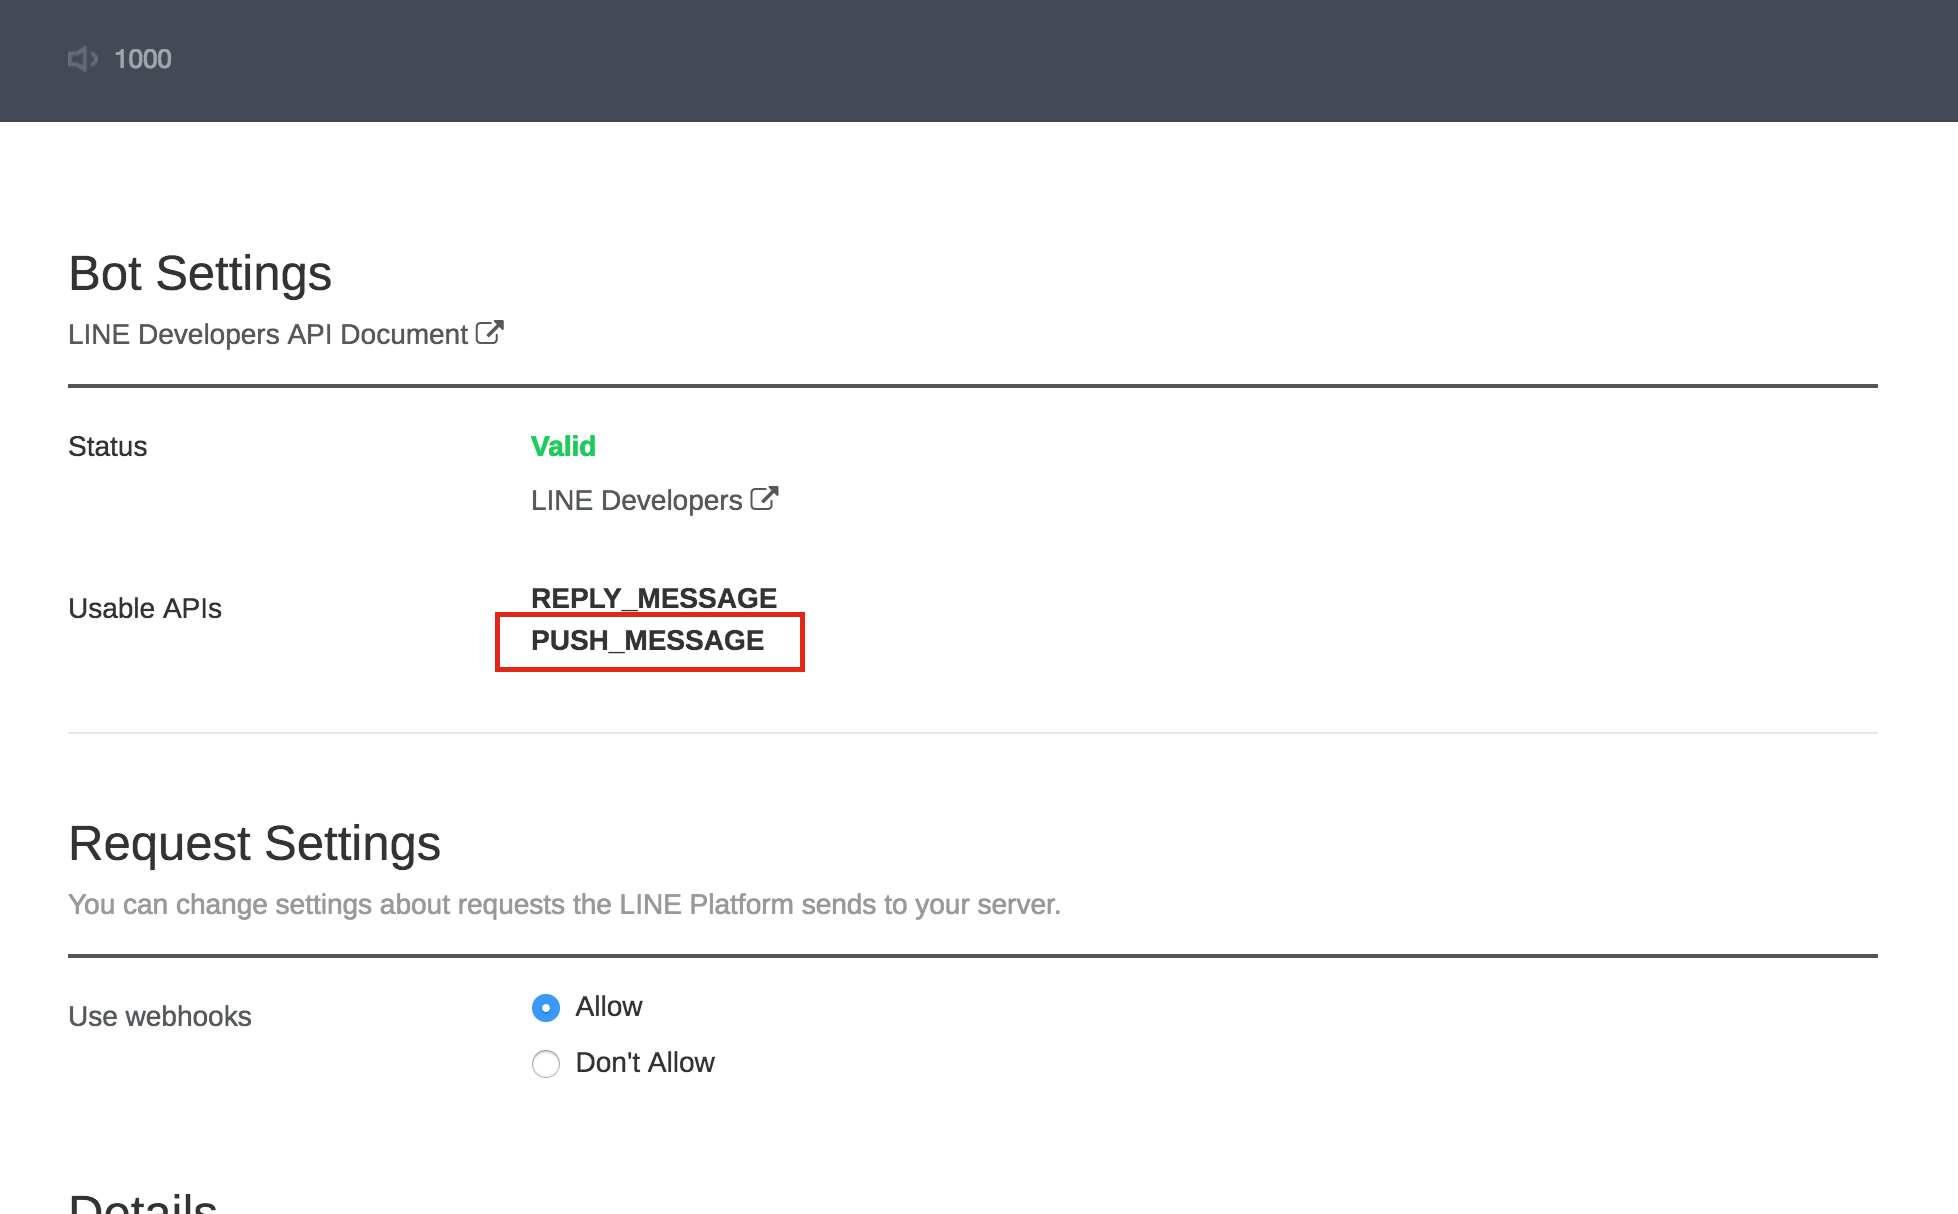 1000
Bot Settings
LINE Developers API Document
Status
Valid
LINE Developers
Usable APIs
REPLY_MESSAGE
PUSH_MESSAGE
Request Settings
You can change settings about requests the LINE Platform sends to your server.
Use webhooks
Allow
Don't Allow
Details